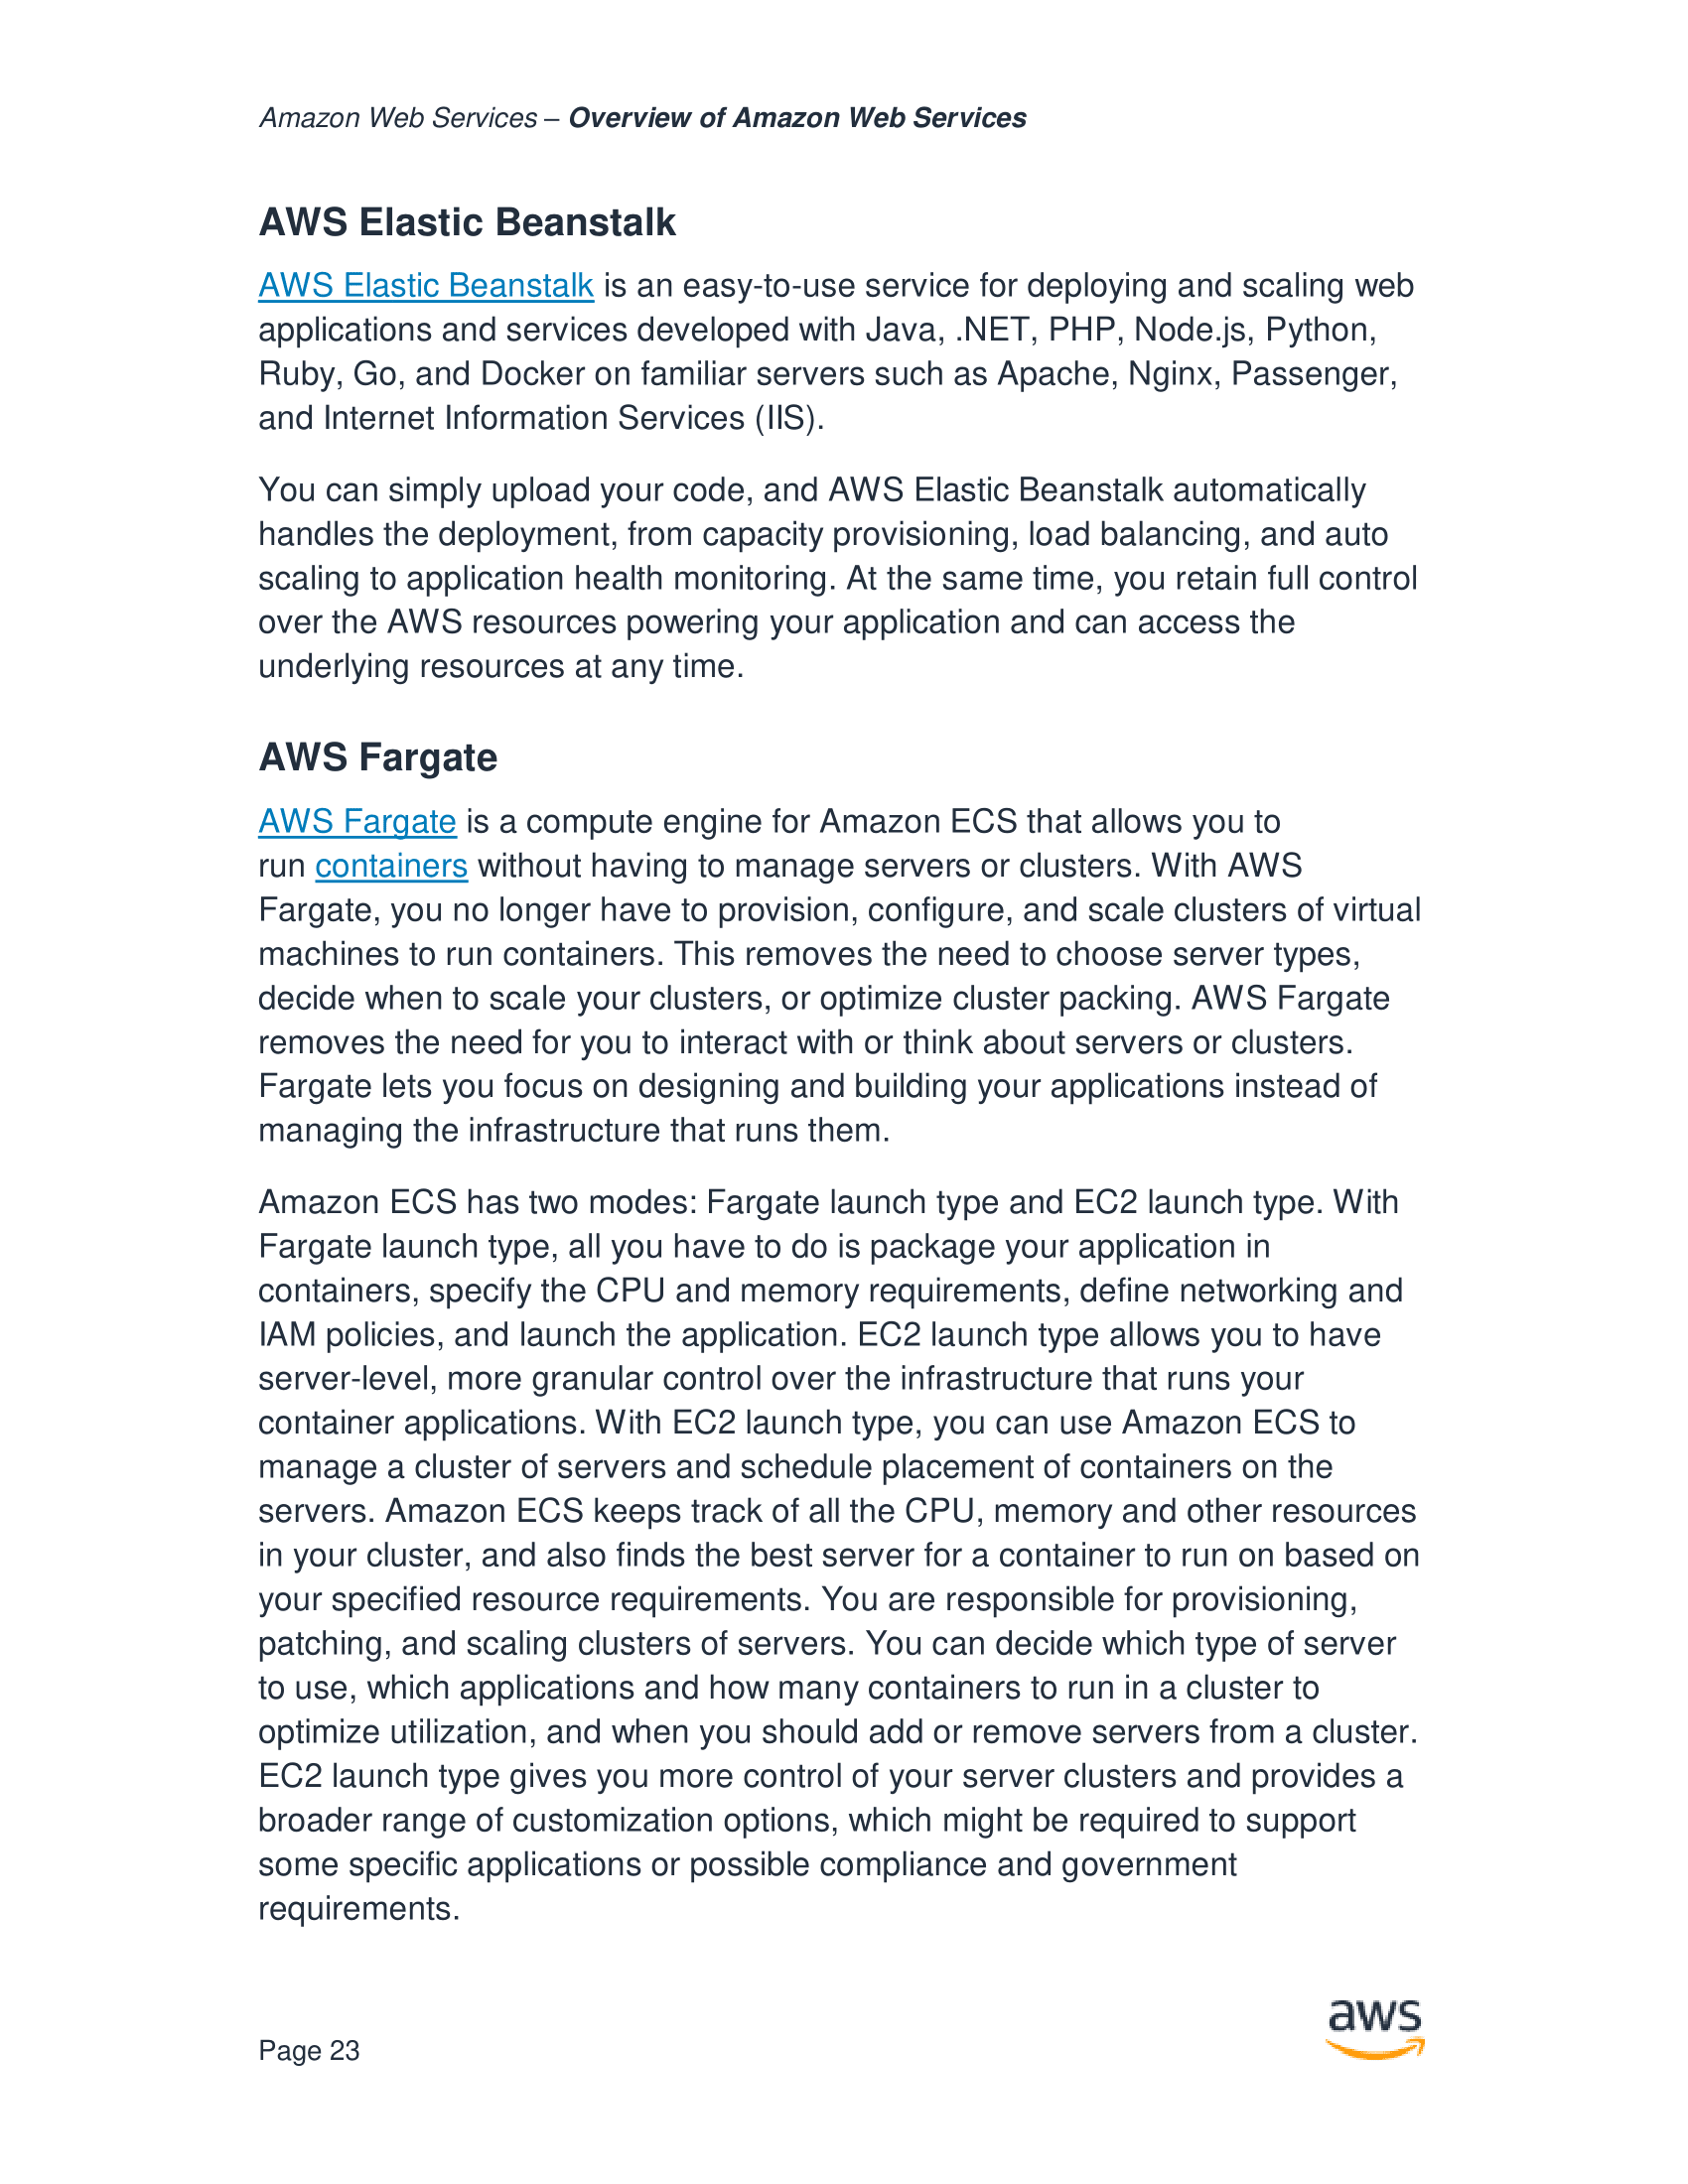 Amazon Web Services – Overview of Amazon Web Services
AWS Elastic Beanstalk
AWS Elastic Beanstalk is an easy-to-use service for deploying and scaling web
applications and services developed with Java, .NET, PHP, Node.js, Python,
Ruby, Go, and Docker on familiar servers such as Apache, Nginx, Passenger,
and Internet Information Services (IIS).
You can simply upload your code, and AWS Elastic Beanstalk automatically
handles the deployment, from capacity provisioning, load balancing, and auto
scaling to application health monitoring. At the same time, you retain full control
over the AWS resources powering your application and can access the
underlying resources at any time.
AWS Fargate
AWS Fargate is a compute engine for Amazon ECS that allows you to
run containers without having to manage servers or clusters. With AWS
Fargate, you no longer have to provision, configure, and scale clusters of virtual
machines to run containers. This removes the need to choose server types,
decide when to scale your clusters, or optimize cluster packing. AWS Fargate
removes the need for you to interact with or think about servers or clusters.
Fargate lets you focus on designing and building your applications instead of
managing the infrastructure that runs them.
Amazon ECS has two modes: Fargate launch type and EC2 launch type. With
Fargate launch type, all you have to do is package your application in
containers, specify the CPU and memory requirements, define networking and
IAM policies, and launch the application. EC2 launch type allows you to have
server-level, more granular control over the infrastructure that runs your
container applications. With EC2 launch type, you can use Amazon ECS to
manage a cluster of servers and schedule placement of containers on the
servers. Amazon ECS keeps track of all the CPU, memory and other resources
in your cluster, and also finds the best server for a container to run on based on
your specified resource requirements. You are responsible for provisioning,
patching, and scaling clusters of servers. You can decide which type of server
to use, which applications and how many containers to run in a cluster to
optimize utilization, and when you should add or remove servers from a cluster.
EC2 launch type gives you more control of your server clusters and provides a
broader range of customization options, which might be required to support
some specific applications or possible compliance and government
requirements.
aws
Page 23